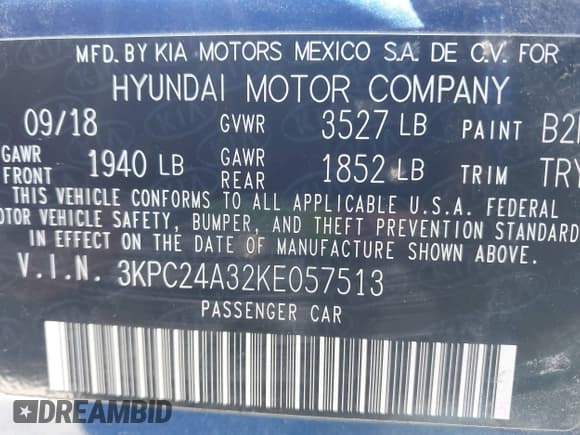 MFD. BY KIA MOTORS MEXICO S.A. DE C.V. FOR
HYUNDAI MOTOR COMPANY
09/18 GVWR 3527 LB PAINT
GAWR FRONT 1940 LB GAWR REAR 1852 LB TRIM TRY
THIS VEHICLE CONFORMS TO ALL APPLICABLE U.S.A. FEDERAL
MOTOR VEHICLE SAFETY, BUMPER, AND THEFT PREVENTION STANDARD
IN EFFECT ON THE DATE OF MANUFACTURE SHOWN ABOVE.
V.I.N. 3KPC24A32KE057513
PASSENGER CAR
DREAMBID